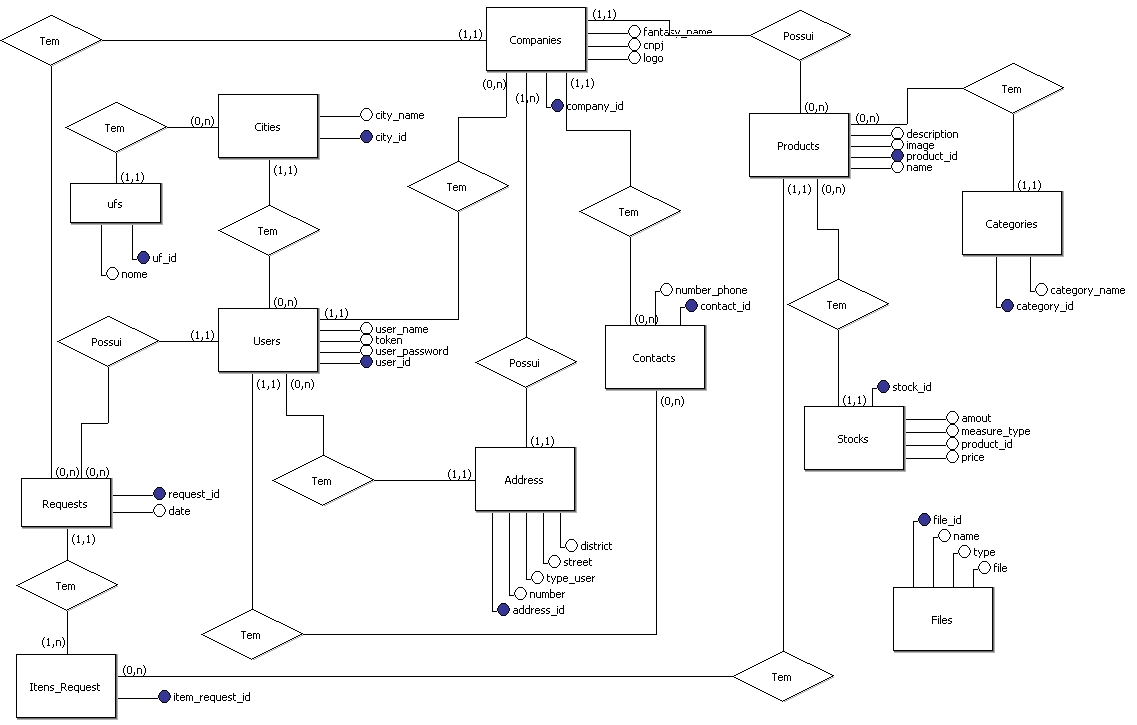 (1,1)
Companies
fantasy_name
cnpj
logo
Possui
Tem
(1,1)
(0,n)
(1,n)
(1,1)
company_id
Tem
(0,n)
Cities
city_name
city_id
(0,n)
Products
(0,n)
description
image
product_id
name
Tem
Tem
(1,1)
ufs
uf_id
nome
(1,1)
Tem
Tem
Tem
(1,1)
(0,n)
(1,1)
Categories
category_name
category_id
(0,n)
(1,1)
Users
user_name
token
user_password
user_id
(1,1)
Possui
number_phone
contact_id
(0,n)
Contacts
(0,n)
Tem
(1,1)
(0,n)
Possui
(1,1)
stock_id
Stocks
amout
measure_type
product_id
price
(0,n)
(0,n)
Requests
request_id
date
(1,1)
Tem
(1,1)
(1,1)
Address
district
street
type_user
number
address_id
file_id
name
type
file
Files
Tem
(1,n)
Tem
Itens_Request
(0,n)
item_request_id
Tem